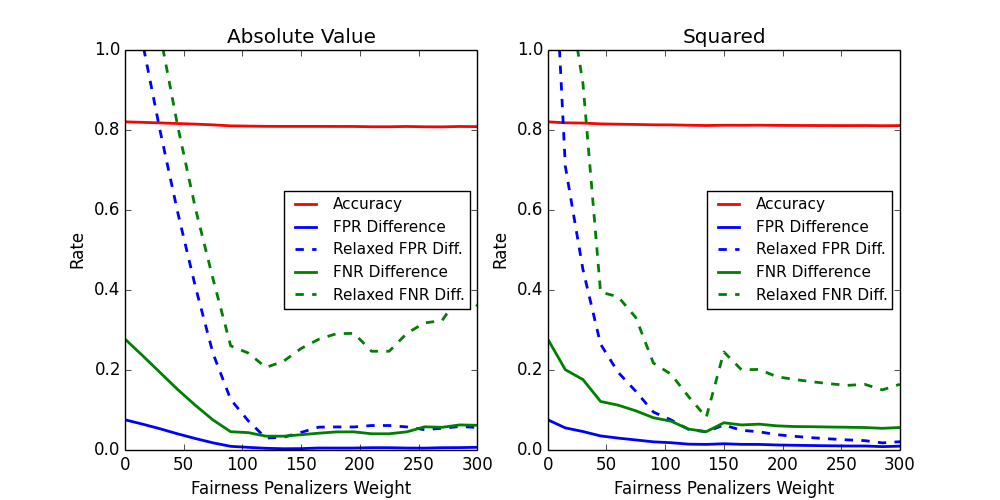 Absolute Value
1.0
0.8
0.6
0.4
0.2
0.0
Rate
Accuracy
FPR Difference
Relaxed FPR Diff.
FNR Difference
Relaxed FNR Diff.
0 50 100 150 200 250 300
Fairness Penalizers Weight
Squared
1.0
0.8
0.6
0.4
0.2
0.0
Rate
Accuracy
FPR Difference
Relaxed FPR Diff.
FNR Difference
Relaxed FNR Diff.
0 50 100 150 200 250 300
Fairness Penalizers Weight